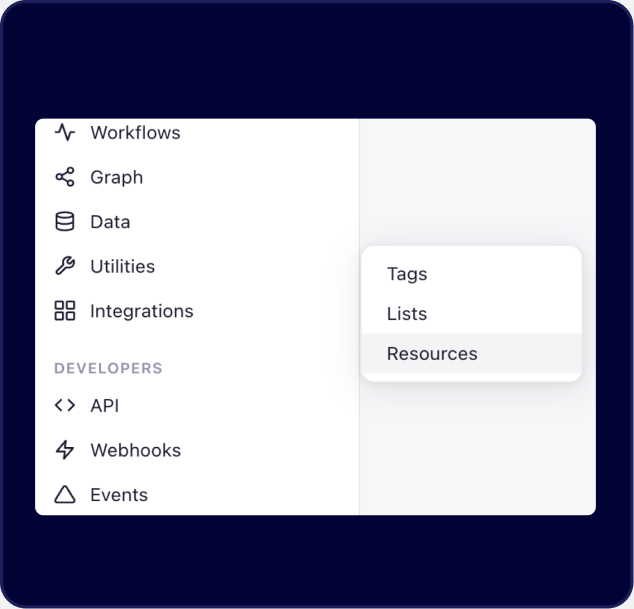 Workflows
Graph
Data
Utilities
Integrations
DEVELOPERS
API
Webhooks
Events
Tags
Lists
Resources